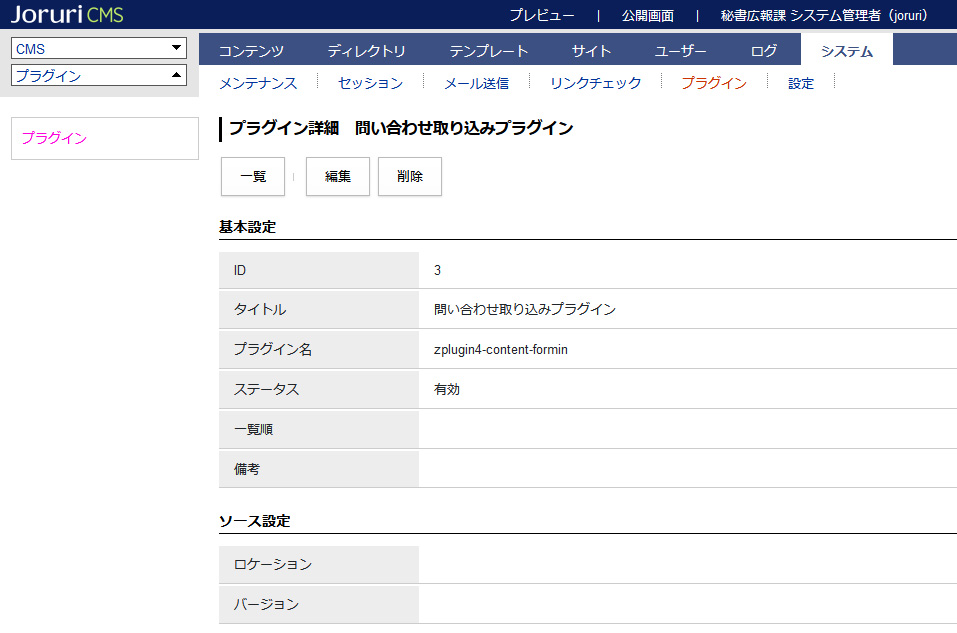 Joruri CMS
プレビュー | 公開画面 | 秘書広報課 システム管理者（joruri）
CMS
プラグイン
コンテンツ ディレクトリ テンプレート サイト ユーザー ログ システム
メンテナンス セッション メール送信 リンクチェック プラグイン 設定
プラグイン
プラグイン詳細 問い合わせ取り込みプラグイン
一覧 編集 削除
基本設定
ID 3
タイトル 問い合わせ取り込みプラグイン
プラグイン名 zplugin4-content-formin
ステータス 有効
一覧順
備考
ソース設定
ロケーション
バージョン